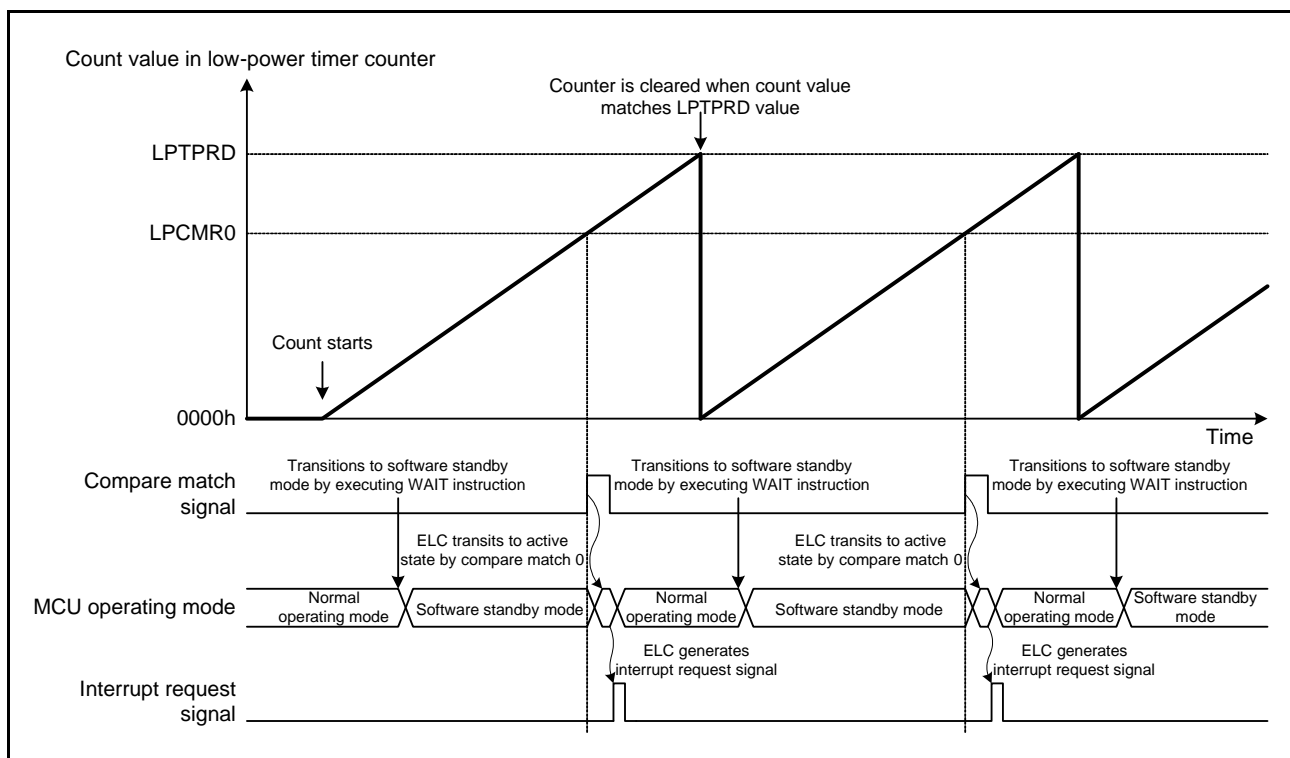 Count value in low-power timer counter
Counter is cleared when count value
matches LPTPRD value
LPTPRD
LPCMR0
Count starts
0000h
Time
Compare match
signal
Transitions to software standby
mode by executing WAIT instruction
Transitions to software standby
mode by executing WAIT instruction
Transitions to software standby
mode by executing WAIT instruction
ELC transits to active
state by compare match 0
ELC transits to active
state by compare match 0
MCU operating mode
Normal
operating mode
Software standby mode
Normal
operating mode
Software standby mode
Normal
operating mode
Software standby
mode
ELC generates
interrupt request signal
ELC generates
interrupt request signal
Interrupt request
signal